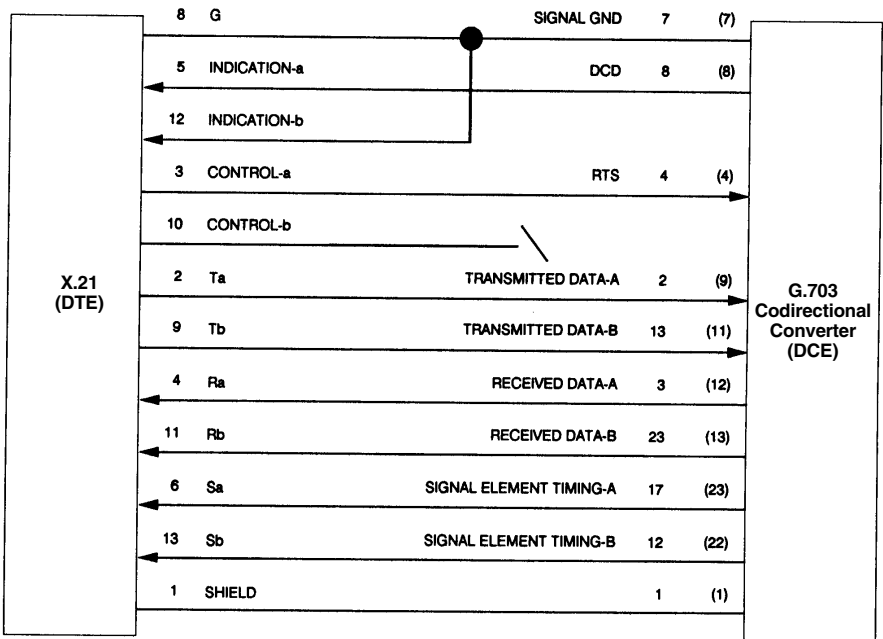 8 G SIGNAL GND 7 (7)
5 INDICATION-a DCD 8 (8)
12 INDICATION-b
3 CONTROL-a RTS 4 (4)
10 CONTROL-b
X.21
(DTE)
2 Ta TRANSMITTED DATA-A 2 (9)
G.703
Codirectional
Converter
(DCE)
9 Tb TRANSMITTED DATA-B 13 (11)
4 Ra RECEIVED DATA-A 3 (12)
11 Rb RECEIVED DATA-B 23 (13)
6 Sa SIGNAL ELEMENT TIMING-A 17 (23)
13 Sb SIGNAL ELEMENT TIMING-B 12 (22)
1 SHIELD 1 (1)